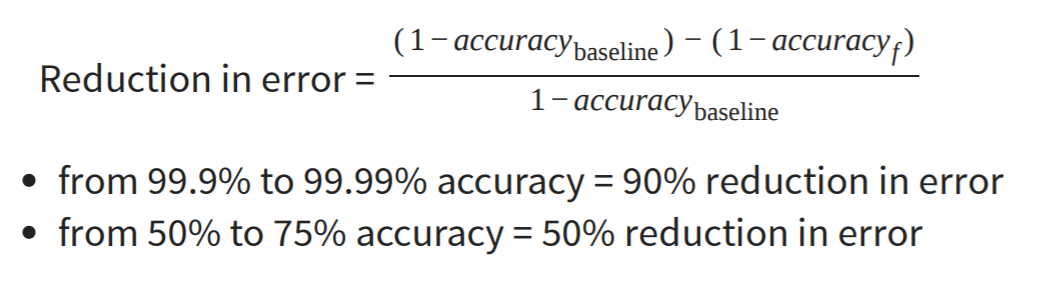 Reduction in error = ((1 − accuracy_baseline) − (1 − accuracy_f)) / (1 − accuracy_baseline)
• from 99.9% to 99.99% accuracy = 90% reduction in error
• from 50% to 75% accuracy = 50% reduction in error